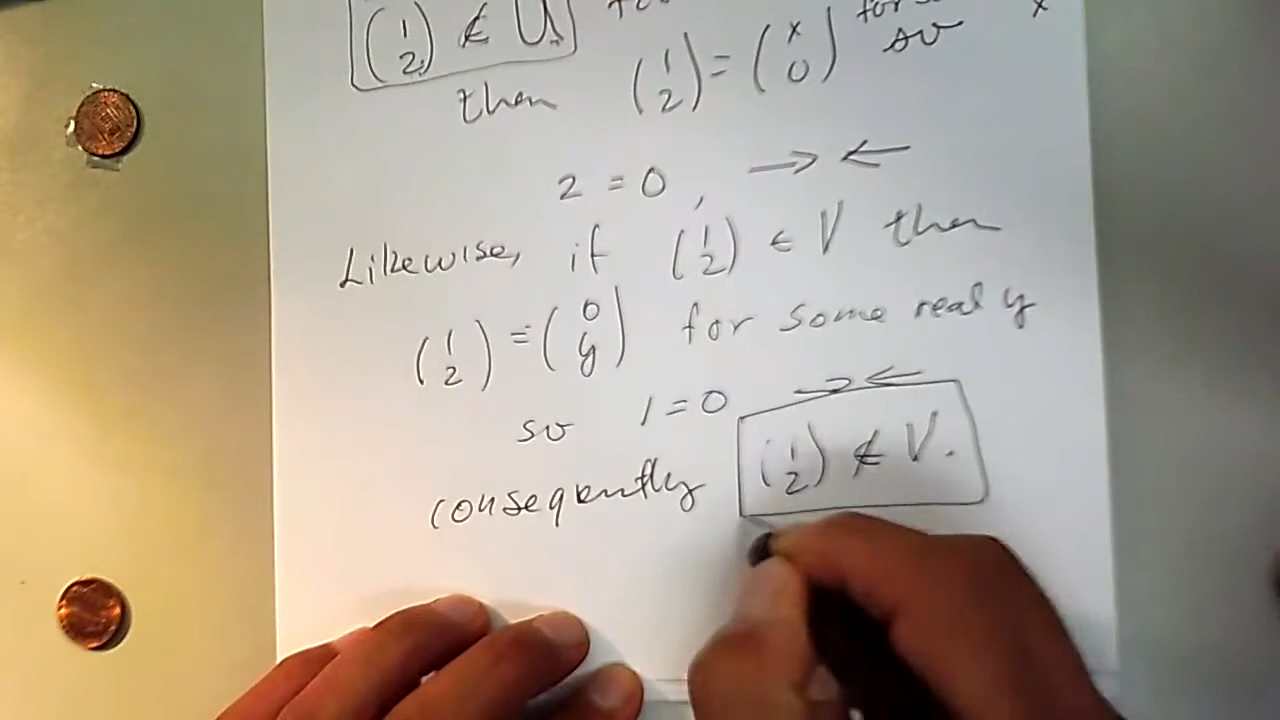 (1 2) ∉ U,
then (1 2) = (x 0) for so
2 = 0, →←
Likewise, if (1 2) ∈ V then
(1 2) = (0 y) for some real y
so 1 = 0 →←
conseqently (1 2) ∉ V.